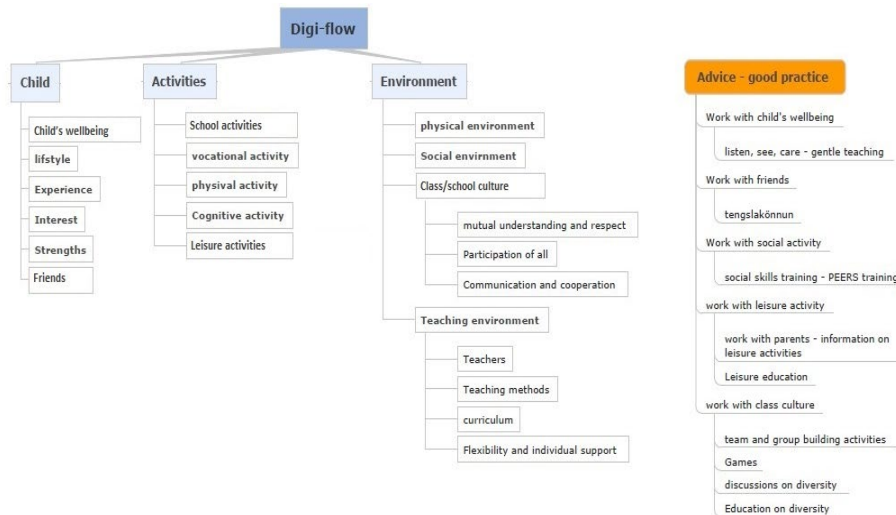 Digi-flow
Child
Child's wellbeing
lifstyle
Experience
Interest
Strengths
Friends
Activities
School activities
vocational activity
physival activity
Cognitive activity
Leisure activities
Environment
physical environment
Social envirnment
Class/school culture
mutual understanding and respect
Participation of all
Communication and cooperation
Teaching environment
Teachers
Teaching methods
curriculum
Flexibility and individual support
Advice - good practice
Work with child's wellbeing
listen, see, care - gentle teaching
Work with friends
tengslakönnun
Work with social activity
social skills training - PEERS training
work with leisure activity
work with parents - information on
leisure activities
Leisure education
work with class culture
team and group building activities
Games
discussions on diversity
Education on diversity